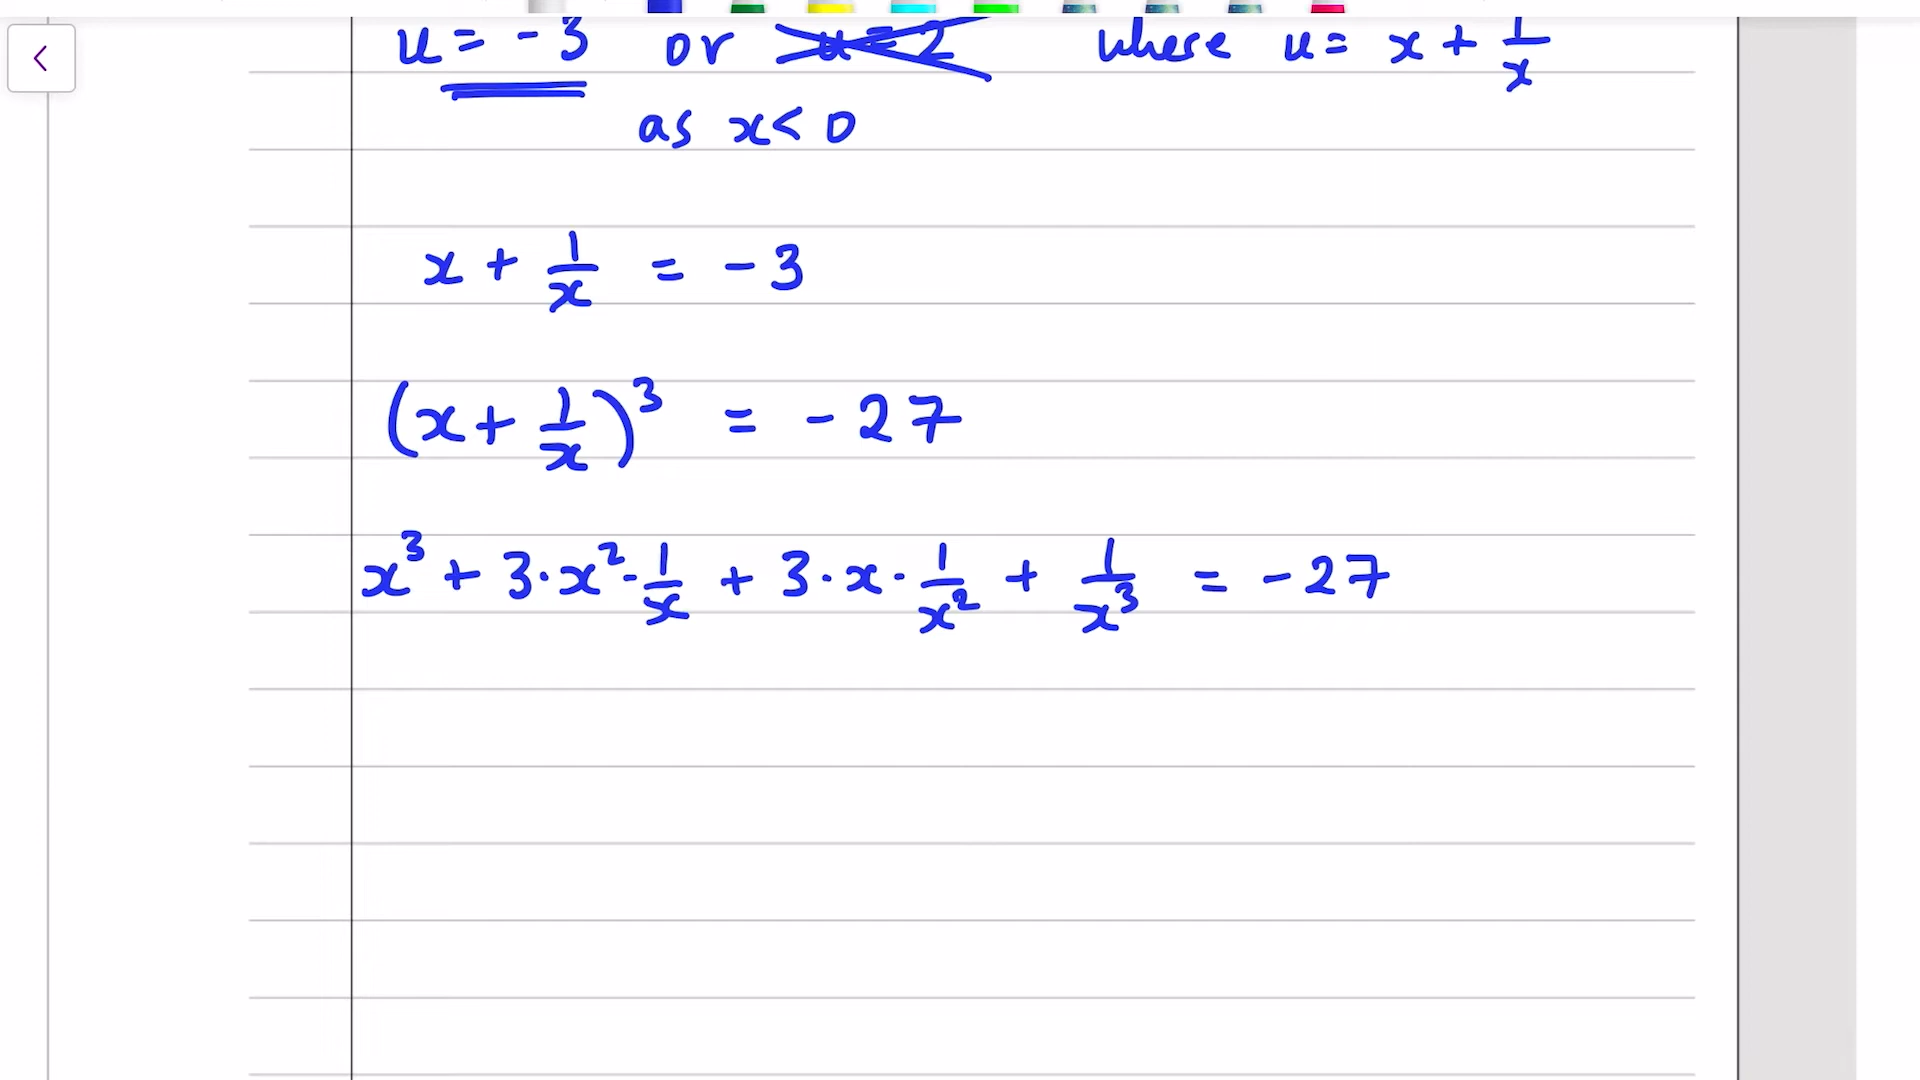 u = -3 or u = 2 where u = x + 1/x
as x < 0
x + 1/x = -3
(x + 1/x)³ = -27
x³ + 3·x²·1/x + 3·x·1/x² + 1/x³ = -27